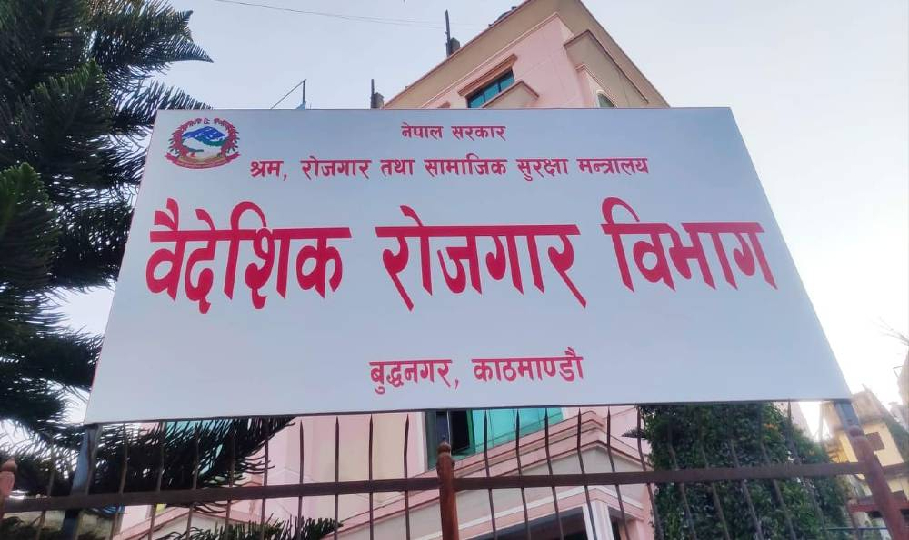 नेपाल सरकार
श्रम, रोजगार तथा सामाजिक सुरक्षा मन्त्रालय
वैदेशिक रोजगार विभाग
बुद्धनगर, काठमाण्डौ